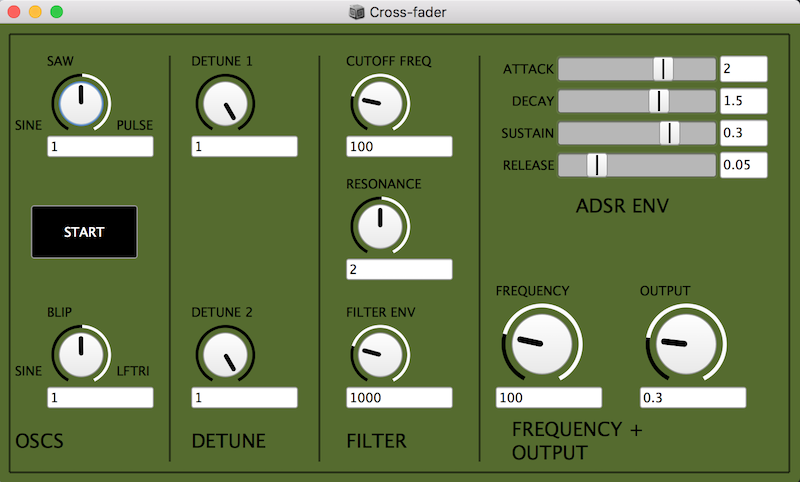 Cross-fader
SAW
SINE PULSE
1
START
BLIP
SINE LFTRI
1
OSCS
DETUNE 1
1
DETUNE 2
1
DETUNE
CUTOFF FREQ
100
RESONANCE
2
FILTER ENV
1000
FILTER
ATTACK 2
DECAY 1.5
SUSTAIN 0.3
RELEASE 0.05
ADSR ENV
FREQUENCY
100
OUTPUT
0.3
FREQUENCY +
OUTPUT